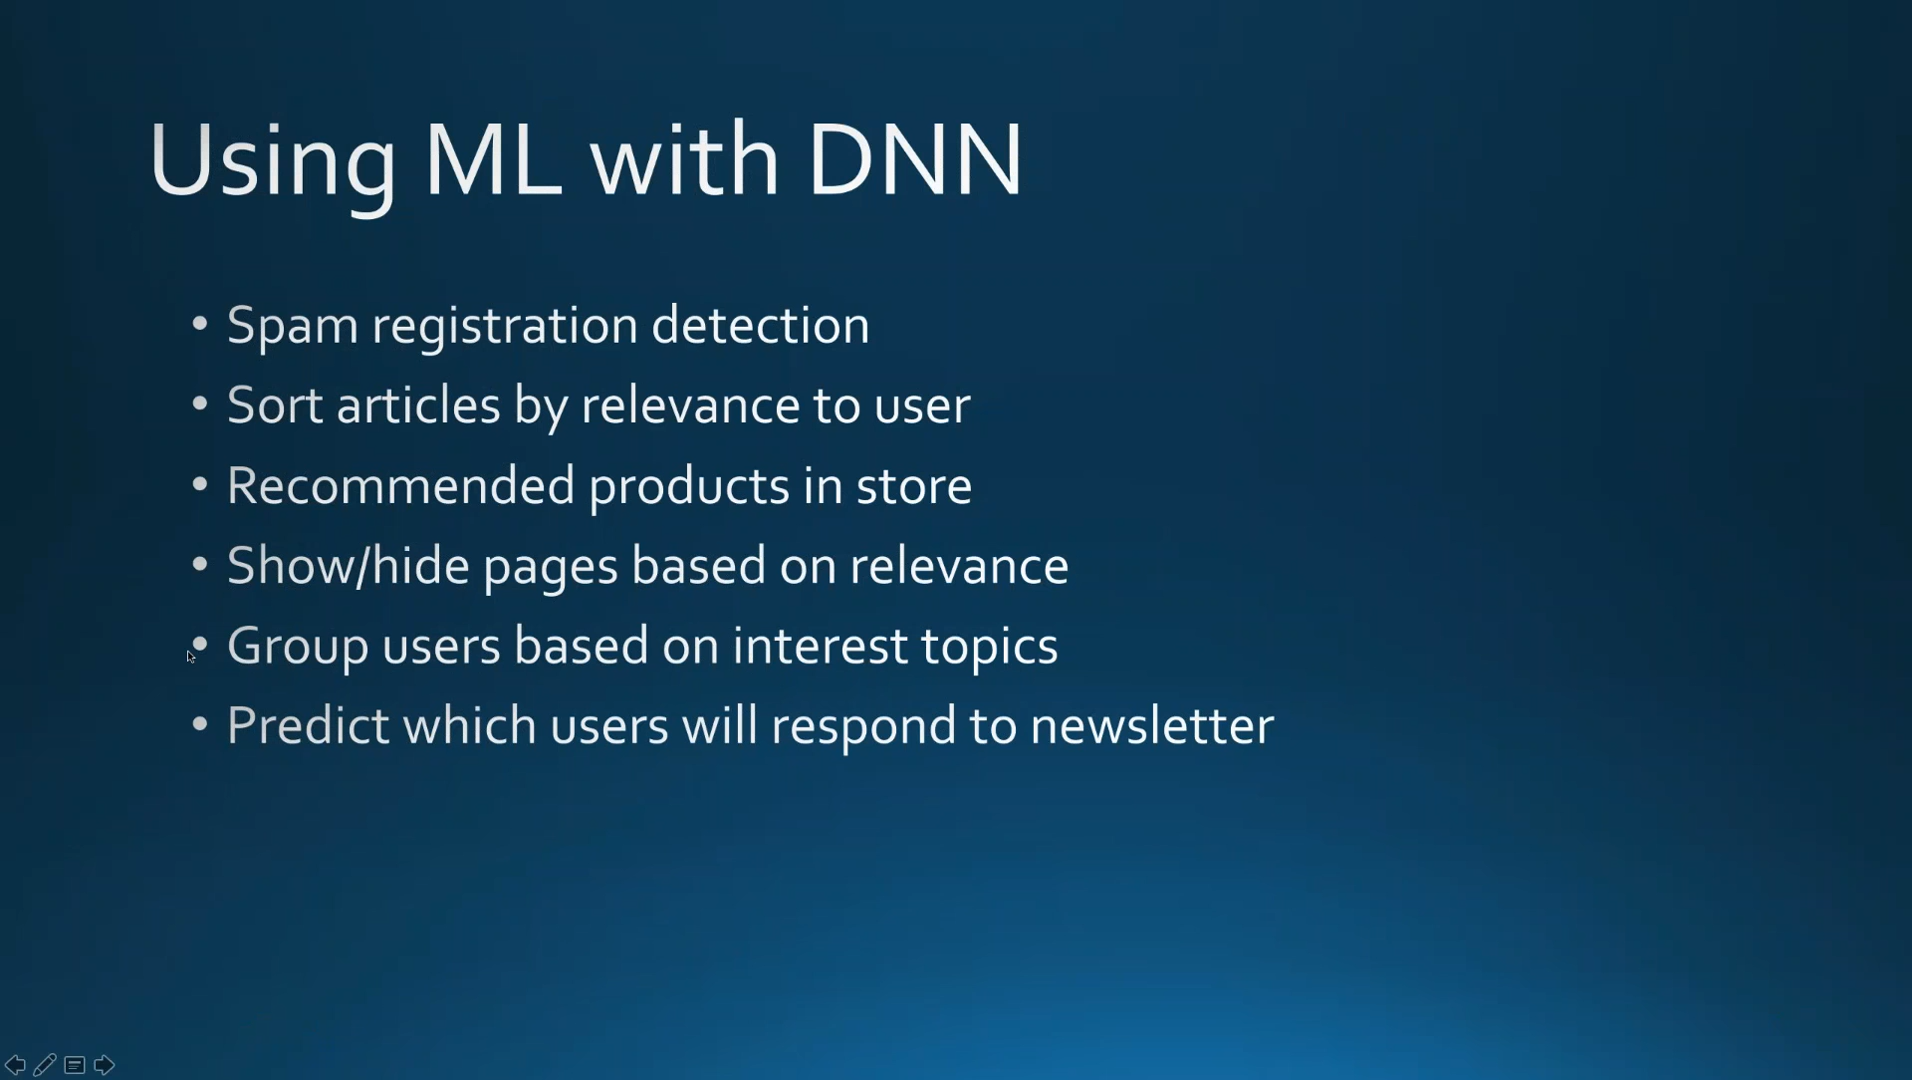 Using ML with DNN
• Spam registration detection
• Sort articles by relevance to user
• Recommended products in store
• Show/hide pages based on relevance
• Group users based on interest topics
• Predict which users will respond to newsletter